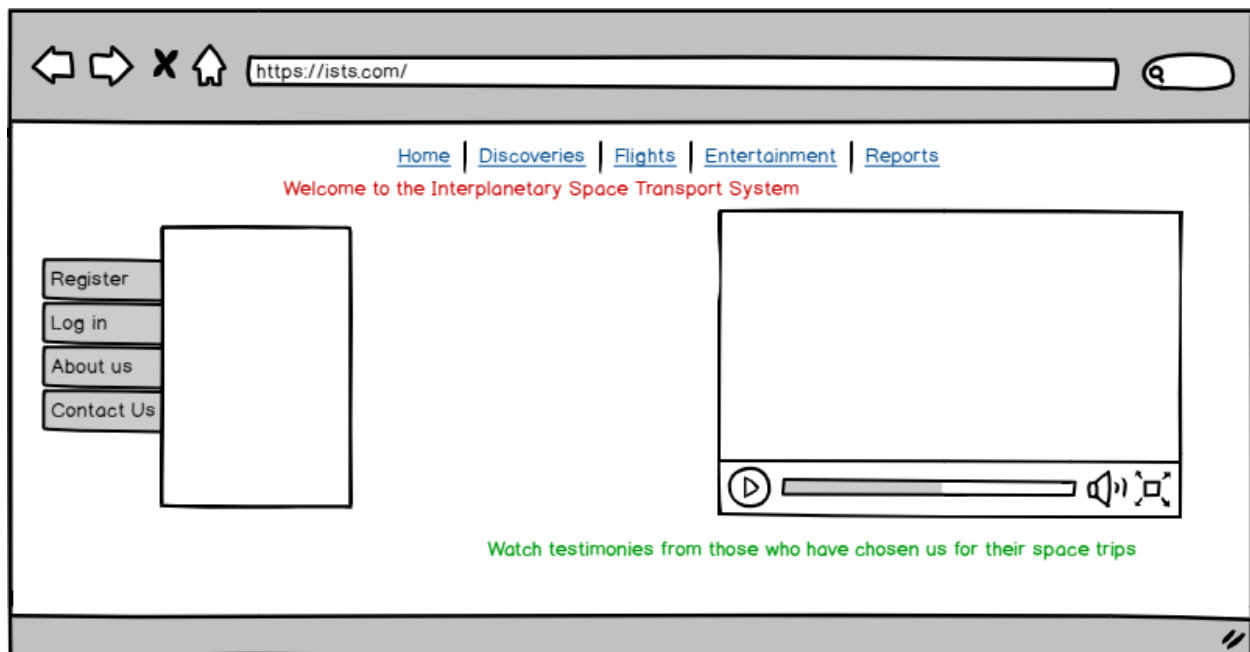 https://ists.com/
Home | Discoveries | Flights | Entertainment | Reports
Welcome to the Interplanetary Space Transport System
Register
Log in
About us
Contact Us
Watch testimonies from those who have chosen us for their space trips